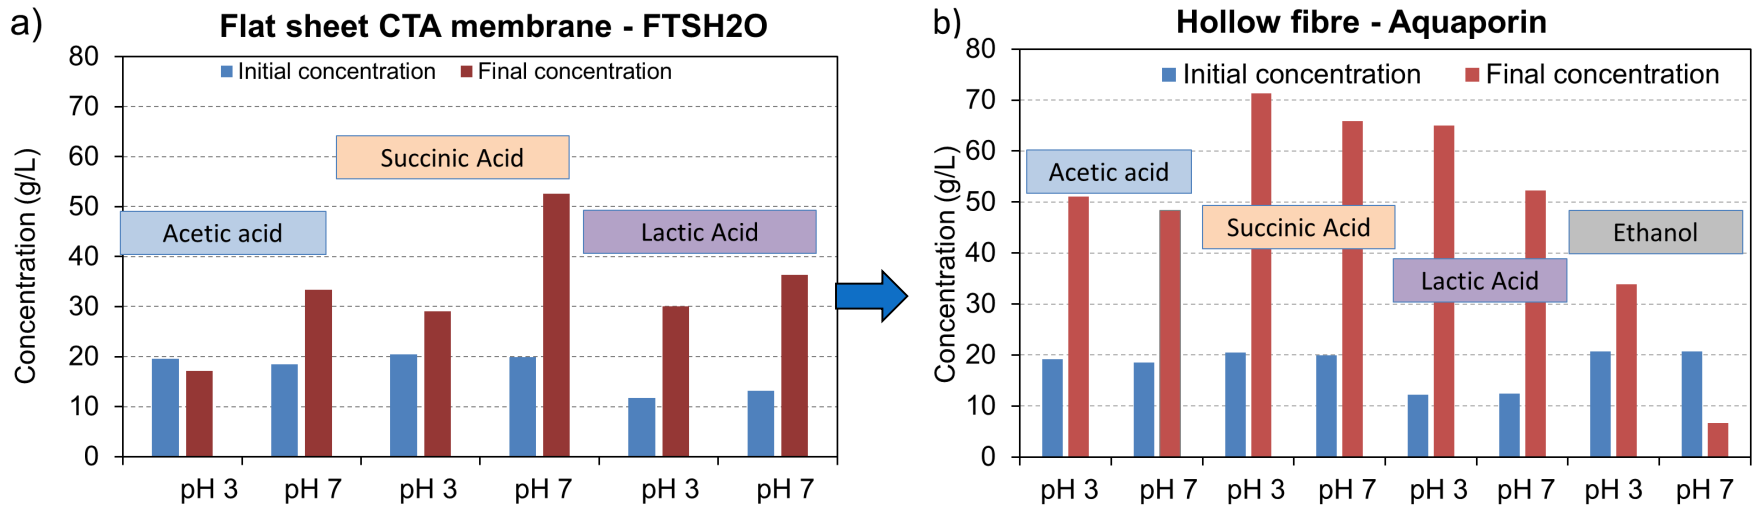 a)
Flat sheet CTA membrane - FTSH2O
Initial concentration
Final concentration
Concentration (g/L)
80
70
60
50
40
30
20
10
0
Succinic Acid
Acetic acid
Lactic Acid
pH 3
pH 7
pH 3
pH 7
pH 3
pH 7
b)
Hollow fibre - Aquaporin
Initial concentration
Final concentration
Concentration (g/L)
80
70
60
50
40
30
20
10
0
Acetic acid
Succinic Acid
Ethanol
Lactic Acid
pH 3
pH 7
pH 3
pH 7
pH 3
pH 7
pH 3
pH 7